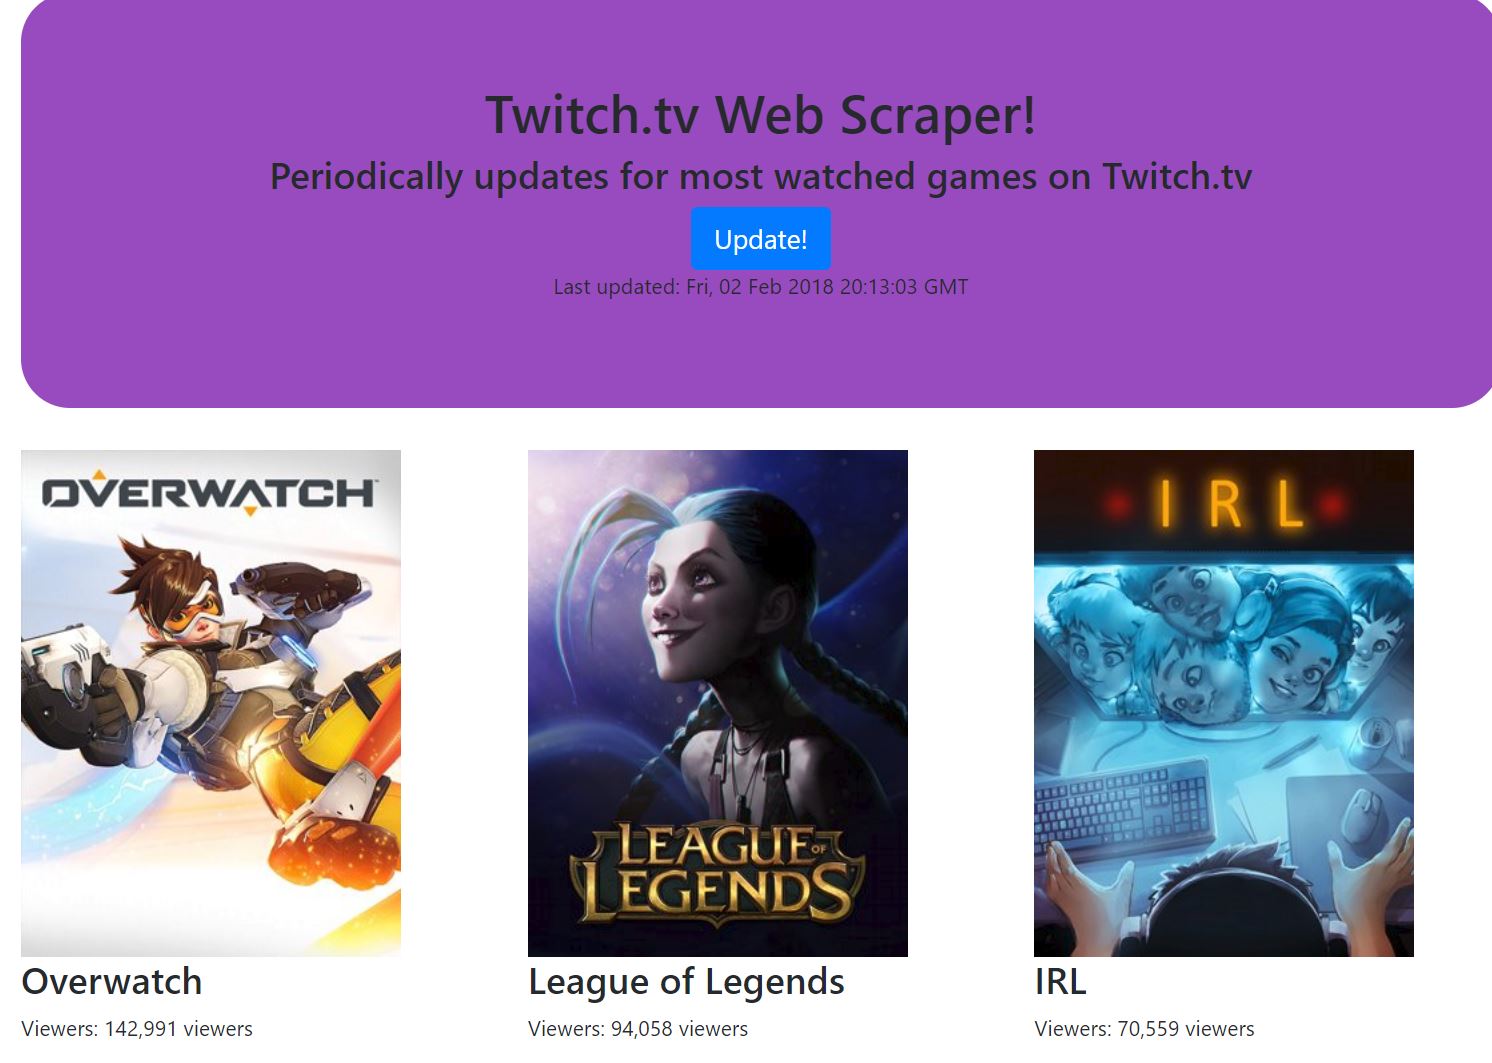 Twitch.tv Web Scraper!
Periodically updates for most watched games on Twitch.tv
Update!
Last updated: Fri, 02 Feb 2018 20:13:03 GMT
OVERWATCH
LEAGUE OF
LEGENDS
IRL
Overwatch
League of Legends
IRL
Viewers: 142,991 viewers
Viewers: 94,058 viewers
Viewers: 70,559 viewers